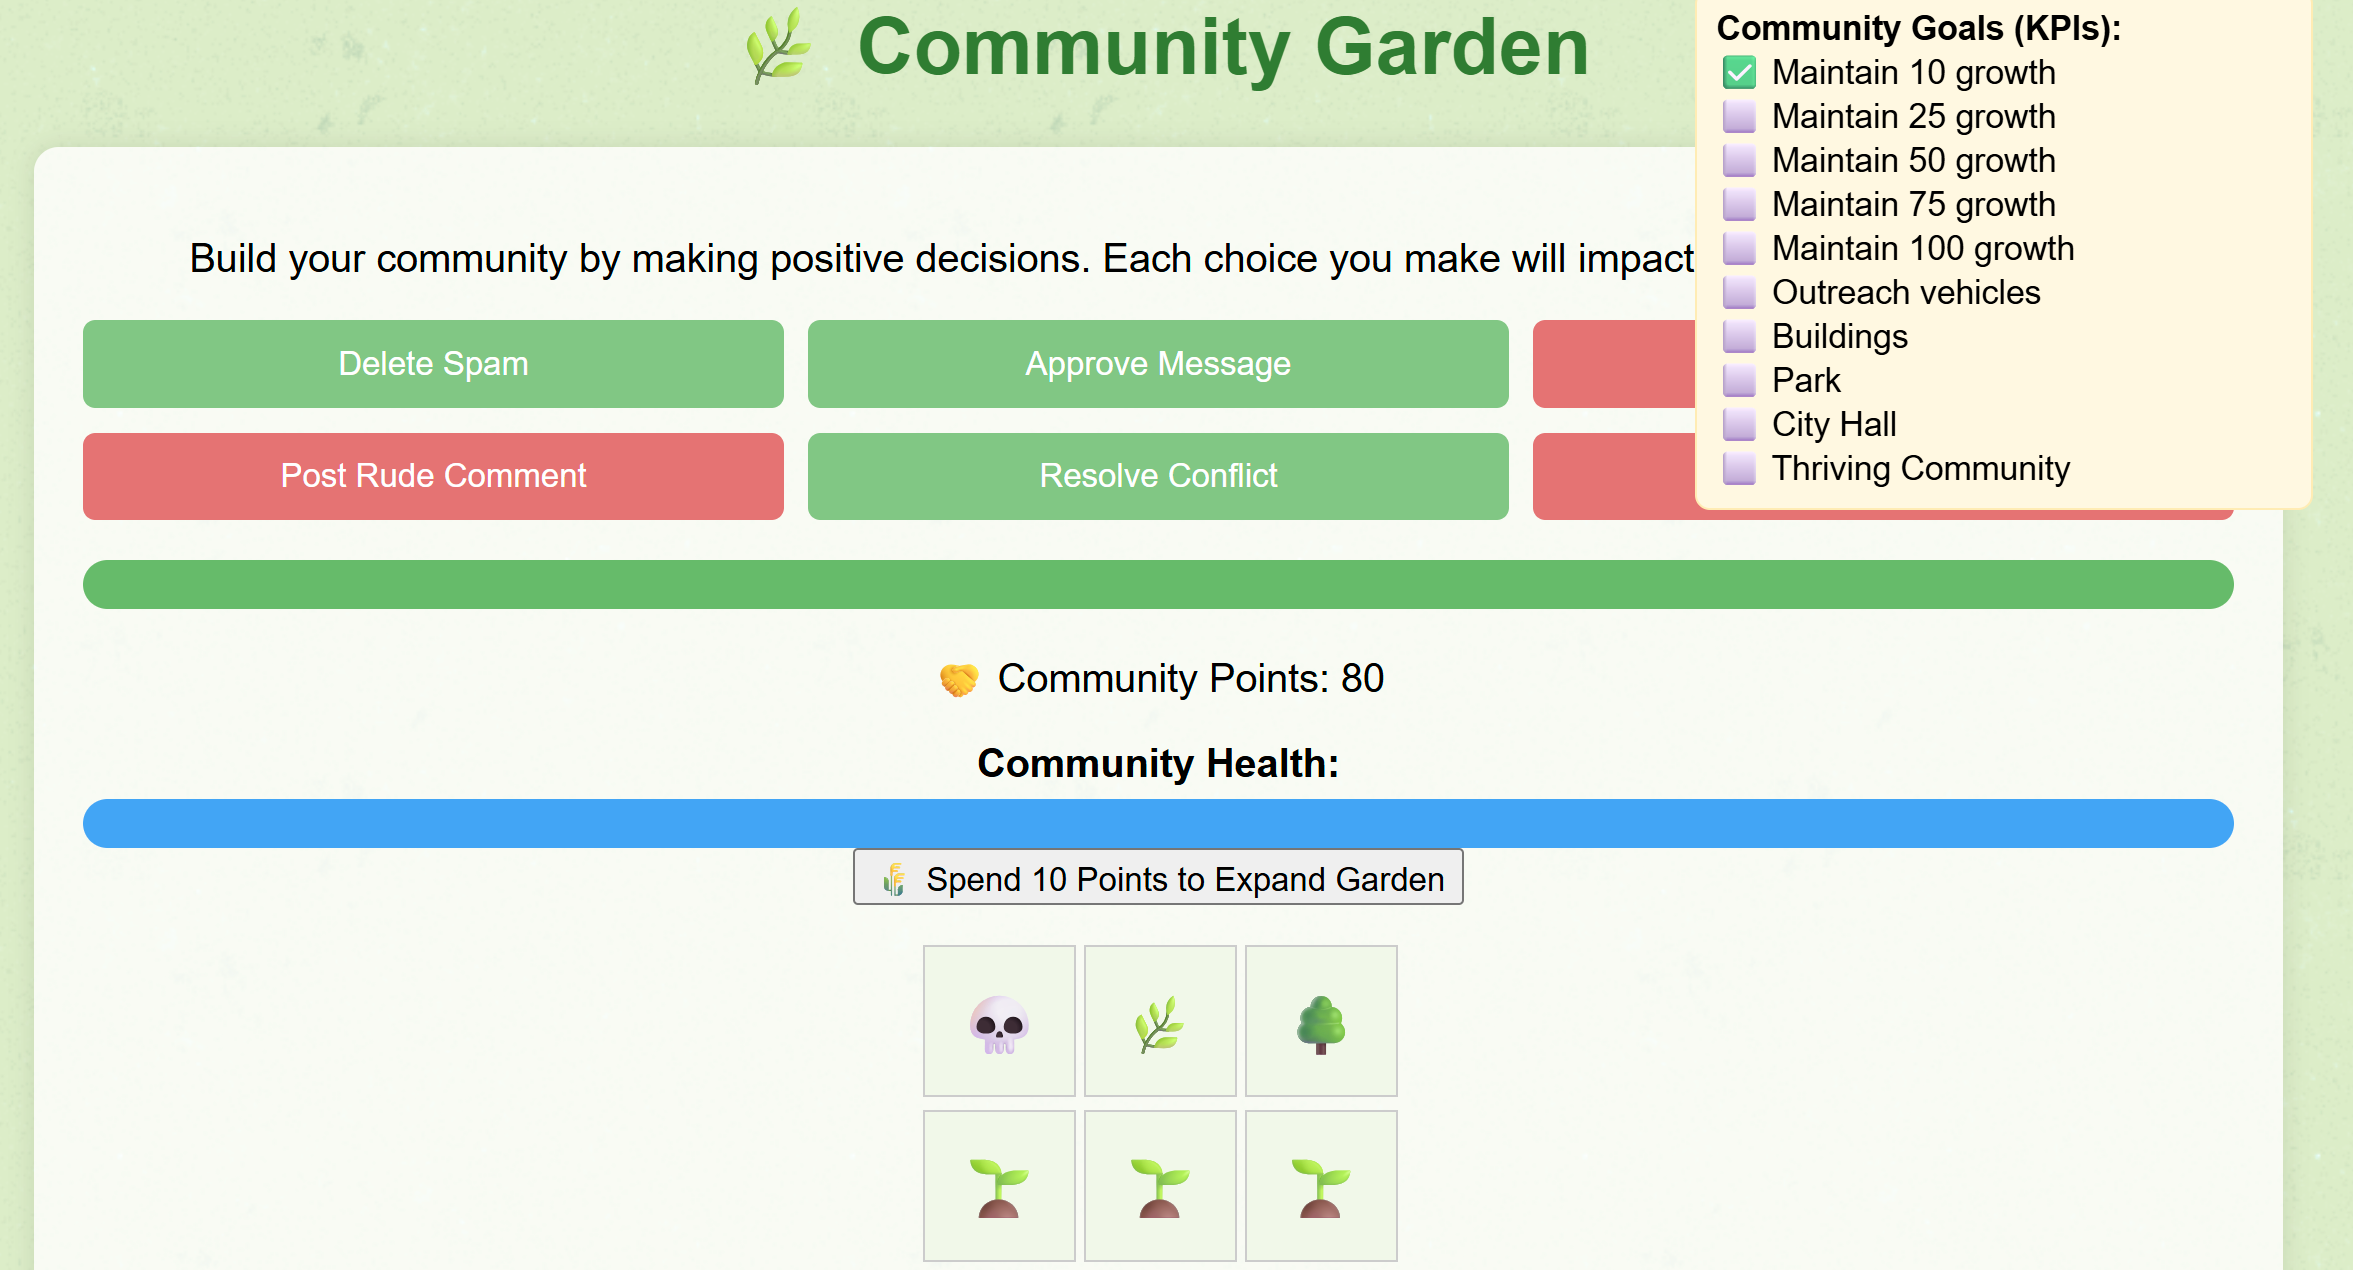 Community Garden
Community Goals (KPIs):
Maintain 10 growth
Maintain 25 growth
Maintain 50 growth
Maintain 75 growth
Maintain 100 growth
Outreach vehicles
Buildings
Park
City Hall
Thriving Community
Build your community by making positive decisions. Each choice you make will impact
Delete Spam
Approve Message
Post Rude Comment
Resolve Conflict
Community Points: 80
Community Health:
Spend 10 Points to Expand Garden